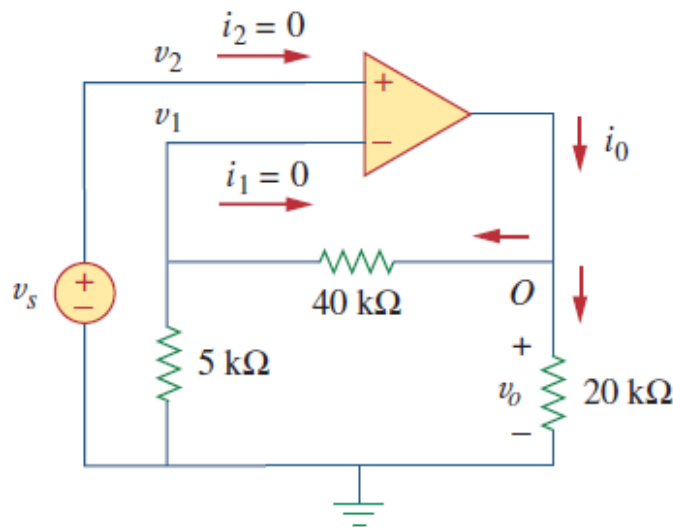 i₂ = 0
v₂
+
v₁
−
i₀
i₁ = 0
+
−
vₛ
40 kΩ
O
5 kΩ
+
vₒ
−
20 kΩ